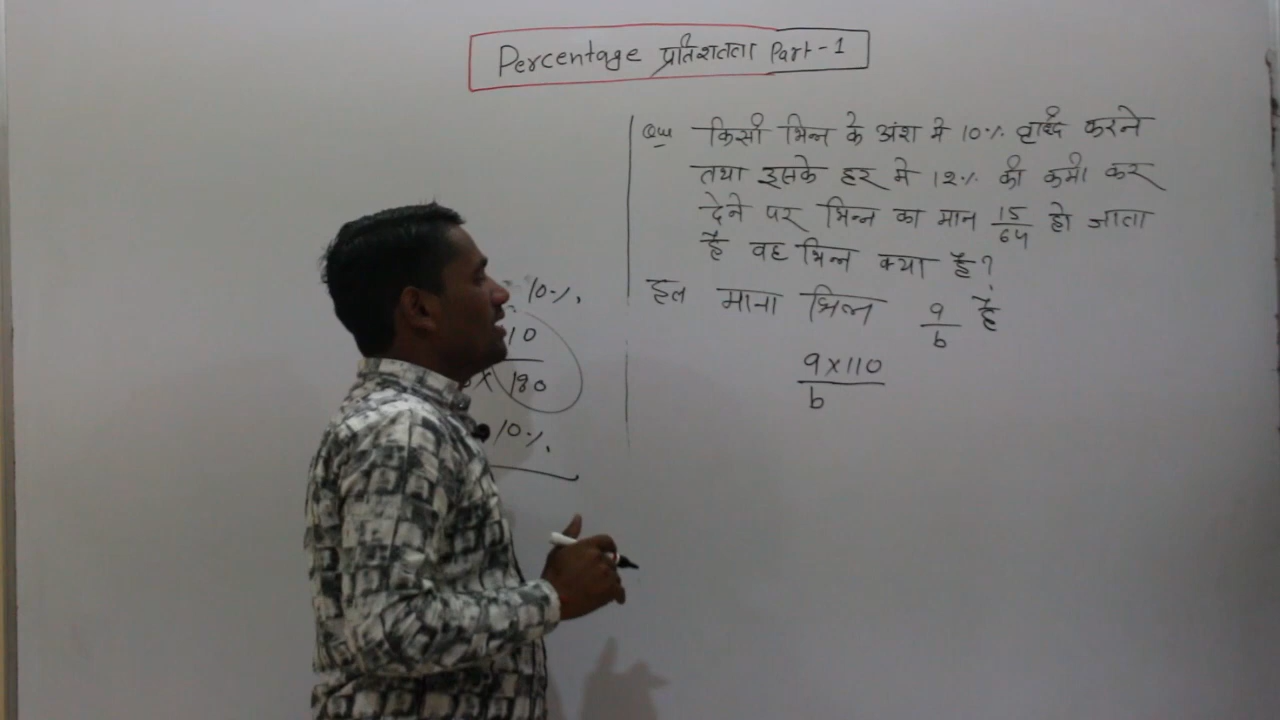 Percentage प्रतिशतता Part-1
Que किसी भिन्न के अंश मे 10% वृद्धि करने
तथा इसके हर मे 12% की कमी कर
देने पर भिन्न का मान 15/64 हो जाता
है वह भिन्न क्या है?
हल माना भिन्न a/b है
a×110
b
10%.
10
× 180
10%.